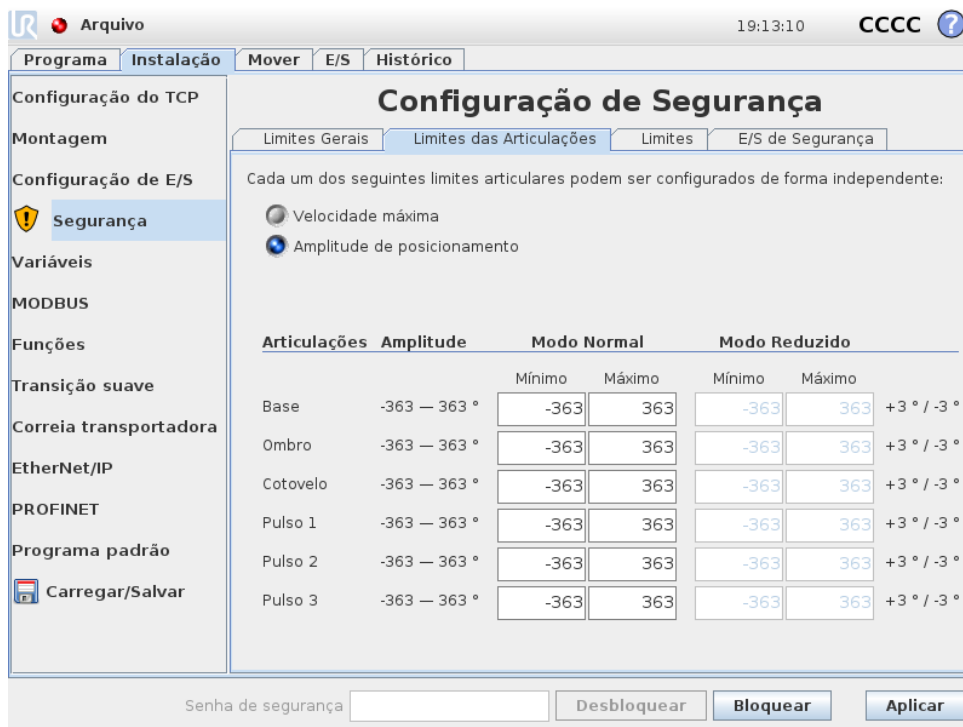 UR Arquivo 19:13:10 CCCC ?
Programa Instalação Mover E/S Histórico
Configuração do TCP
Montagem
Configuração de E/S
Segurança
Variáveis
MODBUS
Funções
Transição suave
Correia transportadora
EtherNet/IP
PROFINET
Programa padrão
Carregar/Salvar
Configuração de Segurança
Limites Gerais Limites das Articulações Limites E/S de Segurança
Cada um dos seguintes limites articulares podem ser configurados de forma independente:
Velocidade máxima
Amplitude de posicionamento
Articulações Amplitude Modo Normal Modo Reduzido
Mínimo Máximo Mínimo Máximo
Base -363 — 363 ° -363 363 -363 363 +3 ° / -3 °
Ombro -363 — 363 ° -363 363 -363 363 +3 ° / -3 °
Cotovelo -363 — 363 ° -363 363 -363 363 +3 ° / -3 °
Pulso 1 -363 — 363 ° -363 363 -363 363 +3 ° / -3 °
Pulso 2 -363 — 363 ° -363 363 -363 363 +3 ° / -3 °
Pulso 3 -363 — 363 ° -363 363 -363 363 +3 ° / -3 °
Senha de segurança Desbloquear Bloquear Aplicar